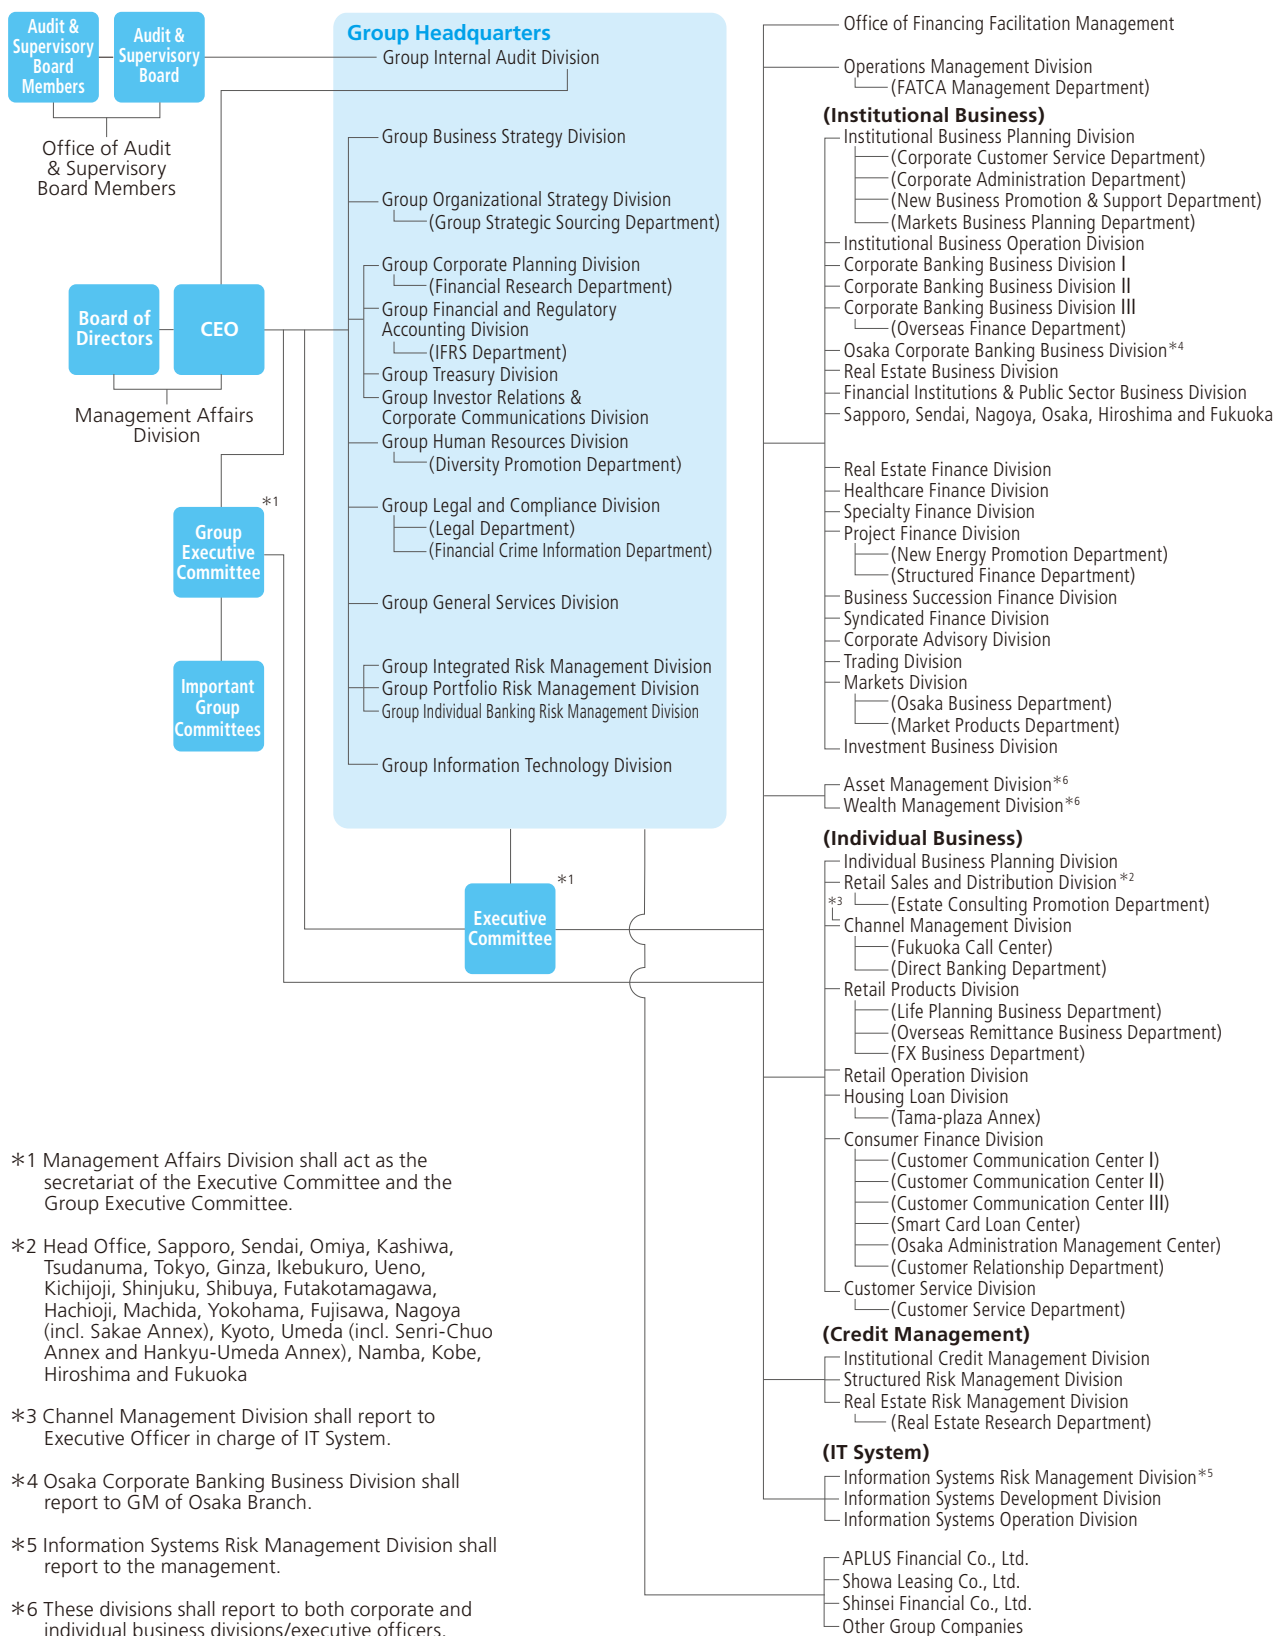 Audit &
Supervisory
Board
Members
Audit &
Supervisory
Board
Office of Audit
& Supervisory
Board Members
Board of
Directors
CEO
Management Affairs
Division
*1
Group
Executive
Committee
Important
Group
Committees
Group Headquarters
Group Internal Audit Division
Group Business Strategy Division
Group Organizational Strategy Division
(Group Strategic Sourcing Department)
Group Corporate Planning Division
(Financial Research Department)
Group Financial and Regulatory
Accounting Division
(IFRS Department)
Group Treasury Division
Group Investor Relations &
Corporate Communications Division
Group Human Resources Division
(Diversity Promotion Department)
Group Legal and Compliance Division
(Legal Department)
(Financial Crime Information Department)
Group General Services Division
Group Integrated Risk Management Division
Group Portfolio Risk Management Division
Group Individual Banking Risk Management Division
Group Information Technology Division
*1
Executive
Committee
Office of Financing Facilitation Management
Operations Management Division
(FATCA Management Department)
(Institutional Business)
Institutional Business Planning Division
(Corporate Customer Service Department)
(Corporate Administration Department)
(New Business Promotion & Support Department)
(Markets Business Planning Department)
Institutional Business Operation Division
Corporate Banking Business Division I
Corporate Banking Business Division II
Corporate Banking Business Division III
(Overseas Finance Department)
Osaka Corporate Banking Business Division*4
Real Estate Business Division
Financial Institutions & Public Sector Business Division
Sapporo, Sendai, Nagoya, Osaka, Hiroshima and Fukuoka
Real Estate Finance Division
Healthcare Finance Division
Specialty Finance Division
Project Finance Division
(New Energy Promotion Department)
(Structured Finance Department)
Business Succession Finance Division
Syndicated Finance Division
Corporate Advisory Division
Trading Division
Markets Division
(Osaka Business Department)
(Market Products Department)
Investment Business Division
Asset Management Division*6
Wealth Management Division*6
(Individual Business)
Individual Business Planning Division
Retail Sales and Distribution Division*2
(Estate Consulting Promotion Department)
*3
Channel Management Division
(Fukuoka Call Center)
(Direct Banking Department)
Retail Products Division
(Life Planning Business Department)
(Overseas Remittance Business Department)
(FX Business Department)
Retail Operation Division
Housing Loan Division
(Tama-plaza Annex)
Consumer Finance Division
(Customer Communication Center I)
(Customer Communication Center II)
(Customer Communication Center III)
(Smart Card Loan Center)
(Osaka Administration Management Center)
(Customer Relationship Department)
Customer Service Division
(Customer Service Department)
(Credit Management)
Institutional Credit Management Division
Structured Risk Management Division
Real Estate Risk Management Division
(Real Estate Research Department)
(IT System)
Information Systems Risk Management Division*5
Information Systems Development Division
Information Systems Operation Division
APLUS Financial Co., Ltd.
Showa Leasing Co., Ltd.
Shinsei Financial Co., Ltd.
Other Group Companies
*1 Management Affairs Division shall act as the
secretariat of the Executive Committee and the
Group Executive Committee.
*2 Head Office, Sapporo, Sendai, Omiya, Kashiwa,
Tsudanuma, Tokyo, Ginza, Ikebukuro, Ueno,
Kichijoji, Shinjuku, Shibuya, Futakotamagawa,
Hachioji, Machida, Yokohama, Fujisawa, Nagoya
(incl. Sakae Annex), Kyoto, Umeda (incl. Senri-Chuo
Annex and Hankyu-Umeda Annex), Namba, Kobe,
Hiroshima and Fukuoka
*3 Channel Management Division shall report to
Executive Officer in charge of IT System.
*4 Osaka Corporate Banking Business Division shall
report to GM of Osaka Branch.
*5 Information Systems Risk Management Division shall
report to the management.
*6 These divisions shall report to both corporate and
individual business divisions/executive officers.